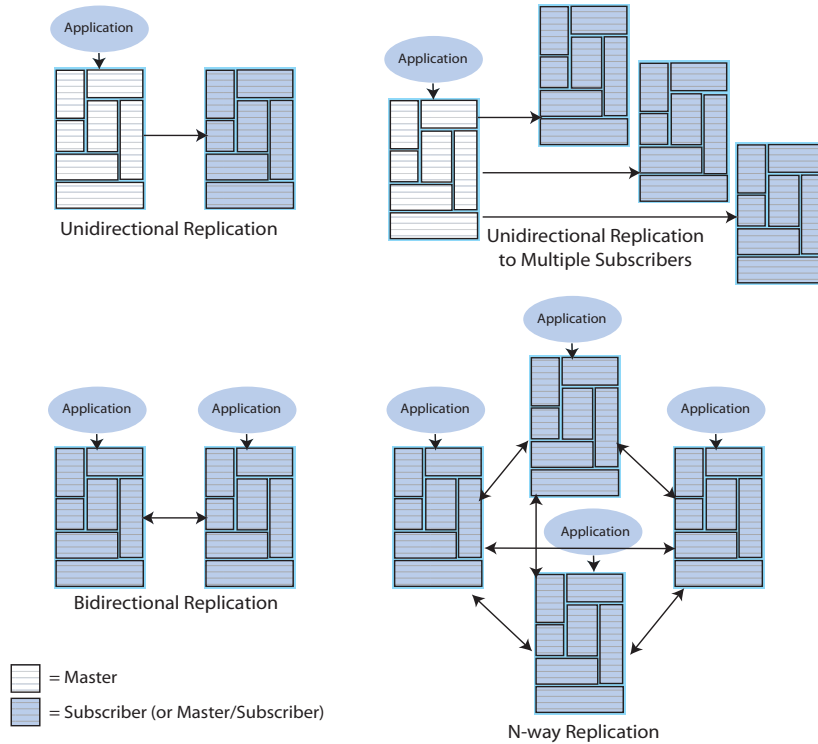 Application
Application
Unidirectional Replication
Unidirectional Replication
to Multiple Subscribers
Application
Application
Application
Application
Application
Application
Bidirectional Replication
= Master
= Subscriber (or Master/Subscriber)
N-way Replication